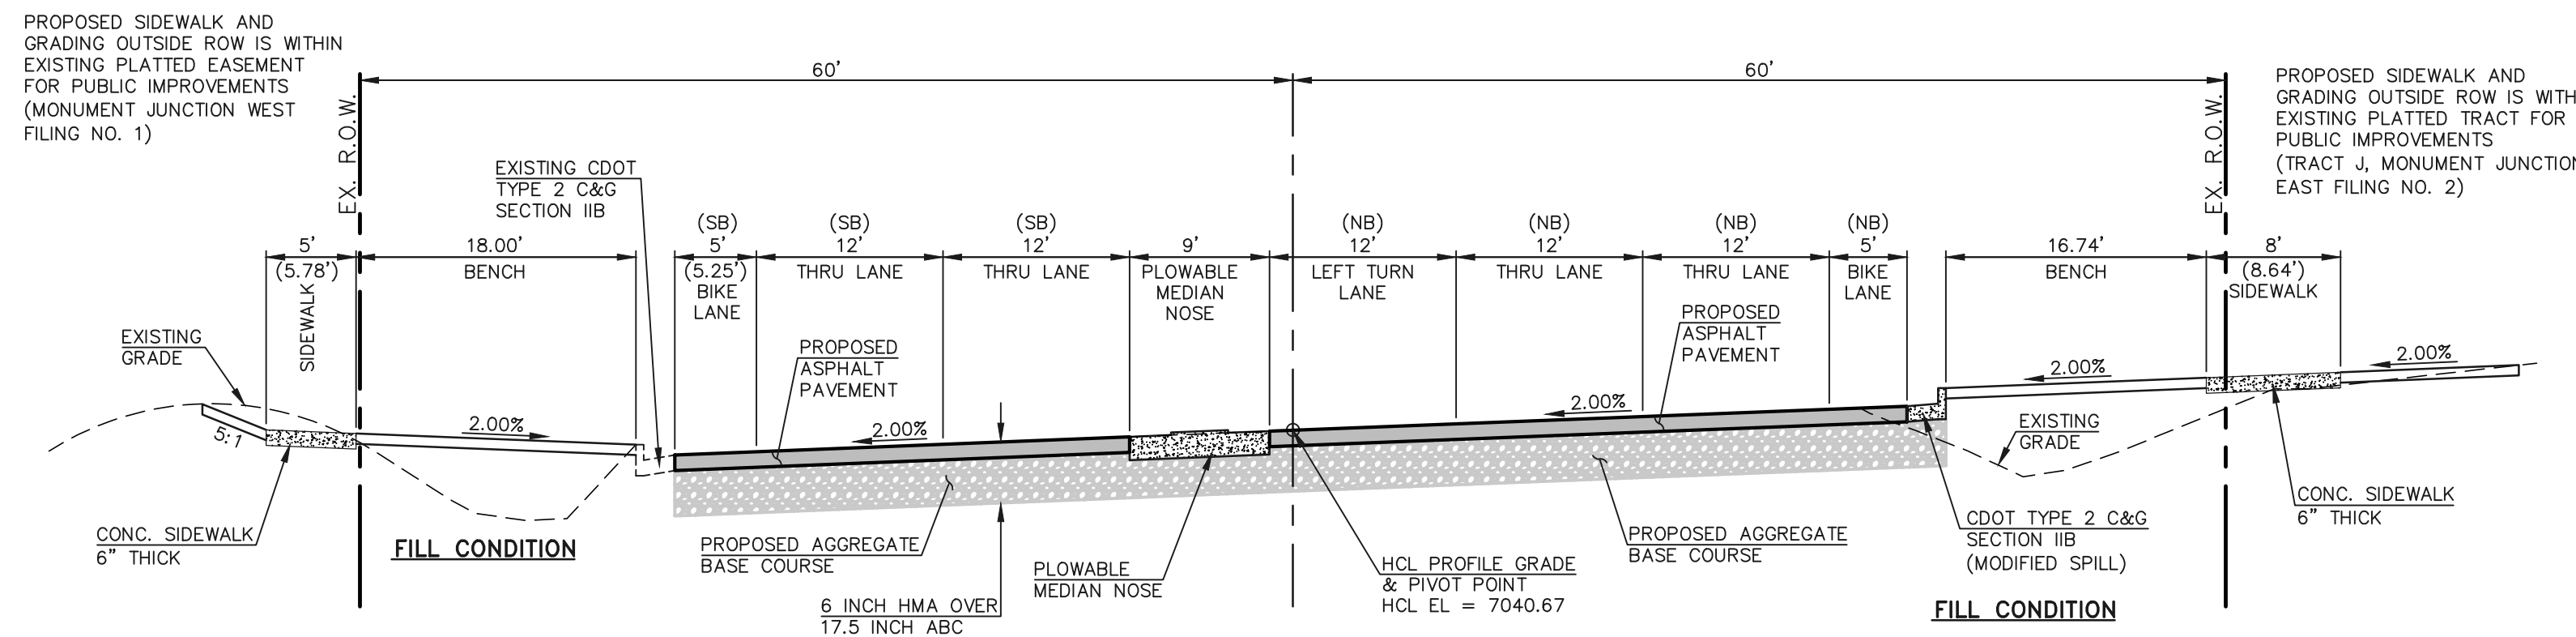 PROPOSED SIDEWALK AND
GRADING OUTSIDE ROW IS WITHIN
EXISTING PLATTED EASEMENT
FOR PUBLIC IMPROVEMENTS
(MONUMENT JUNCTION WEST
FILING NO. 1)
60'
60'
PROPOSED SIDEWALK AND
GRADING OUTSIDE ROW IS WITH
EXISTING PLATTED TRACT FOR
PUBLIC IMPROVEMENTS
(TRACT J, MONUMENT JUNCTION
EAST FILING NO. 2)
EX. R.O.W.
EX. R.O.W.
EXISTING CDOT
TYPE 2 C&G
SECTION IIB
5'
(5.78')
SIDEWALK
18.00'
BENCH
(SB)
5'
(5.25')
BIKE
LANE
(SB)
12'
THRU LANE
(SB)
12'
THRU LANE
9'
PLOWABLE
MEDIAN
NOSE
(NB)
12'
LEFT TURN
LANE
(NB)
12'
THRU LANE
(NB)
12'
THRU LANE
(NB)
5'
BIKE
LANE
16.74'
BENCH
8'
(8.64')
SIDEWALK
EXISTING
GRADE
5:1
2.00%
PROPOSED
ASPHALT
PAVEMENT
2.00%
2.00%
PROPOSED
ASPHALT
PAVEMENT
2.00%
2.00%
EXISTING
GRADE
CONC. SIDEWALK
6" THICK
FILL CONDITION
PROPOSED AGGREGATE
BASE COURSE
6 INCH HMA OVER
17.5 INCH ABC
PLOWABLE
MEDIAN NOSE
HCL PROFILE GRADE
& PIVOT POINT
HCL EL = 7040.67
PROPOSED AGGREGATE
BASE COURSE
CDOT TYPE 2 C&G
SECTION IIB
(MODIFIED SPILL)
FILL CONDITION
CONC. SIDEWALK
6" THICK